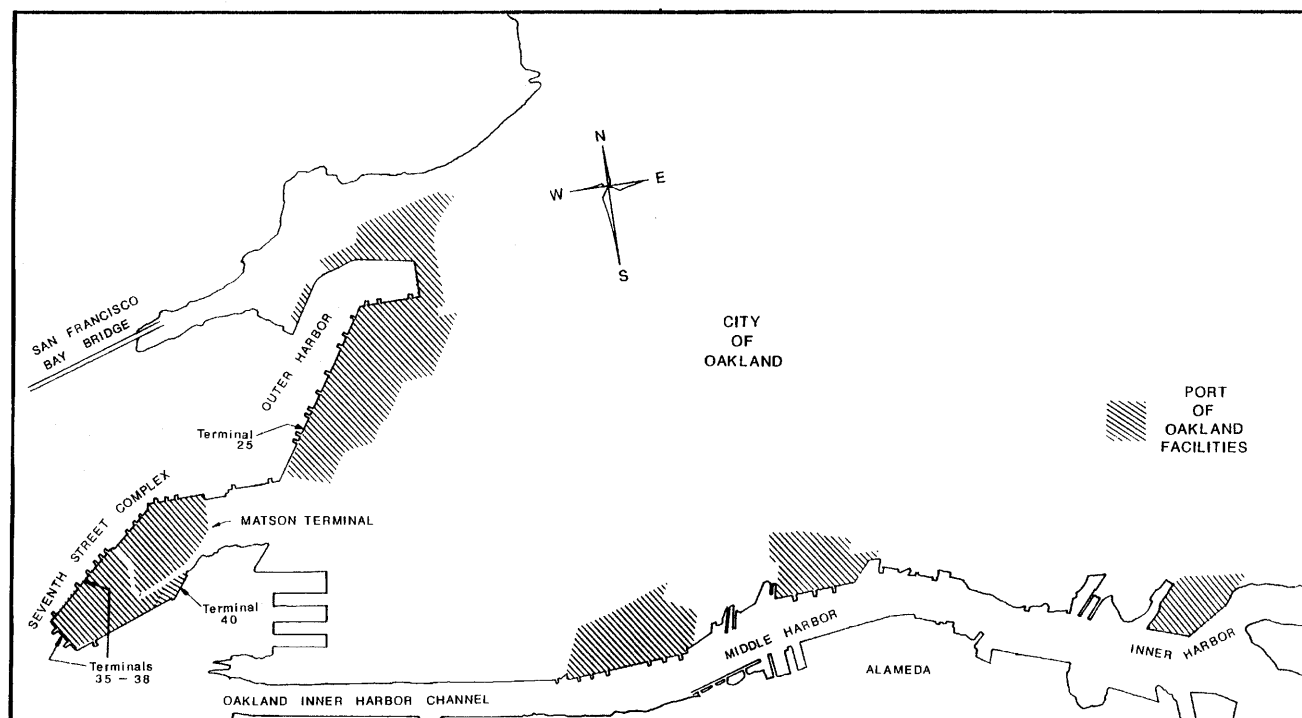 N
W
E
S
SAN FRANCISCO
BAY BRIDGE
OUTER HARBOR
CITY
OF
OAKLAND
PORT
OF
OAKLAND
FACILITIES
Terminal
25
SEVENTH STREET COMPLEX
MATSON TERMINAL
Terminal
40
Terminals
35 – 38
MIDDLE HARBOR
INNER HARBOR
ALAMEDA
OAKLAND INNER HARBOR CHANNEL